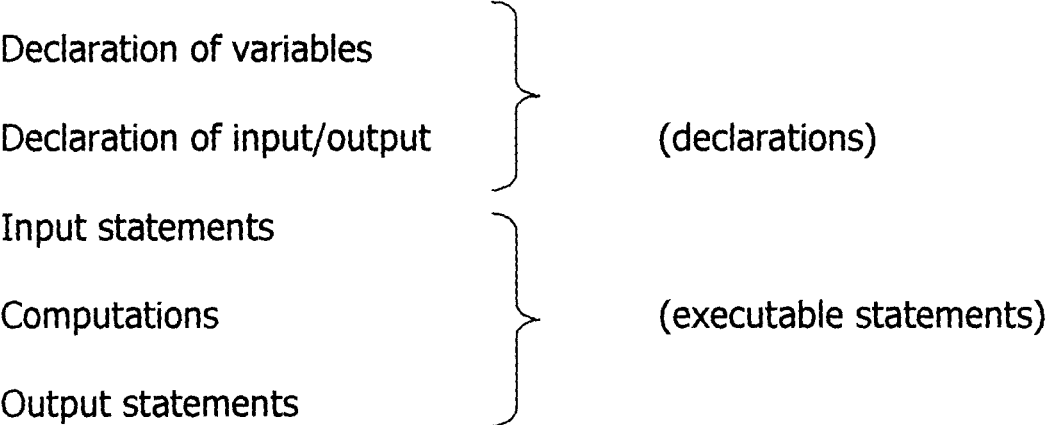 Declaration of variables
Declaration of input/output (declarations)
Input statements
Computations (executable statements)
Output statements